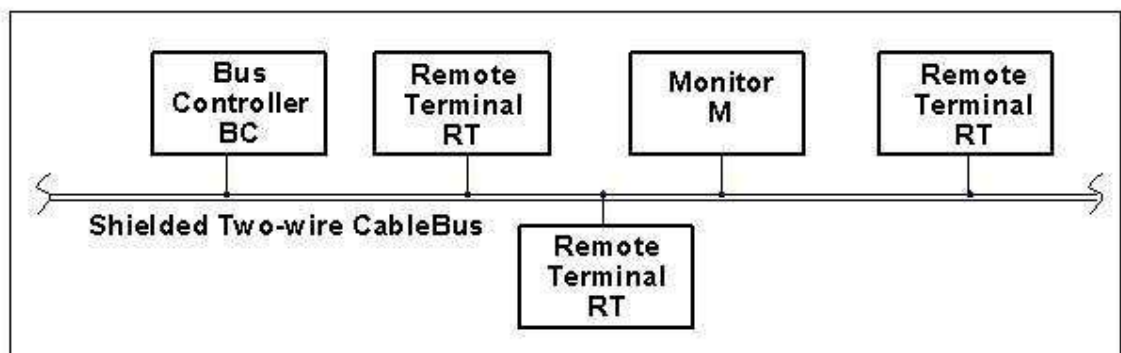 Bus
Controller
BC
Remote
Terminal
RT
Monitor
M
Remote
Terminal
RT
Shielded Two-wire CableBus
Remote
Terminal
RT